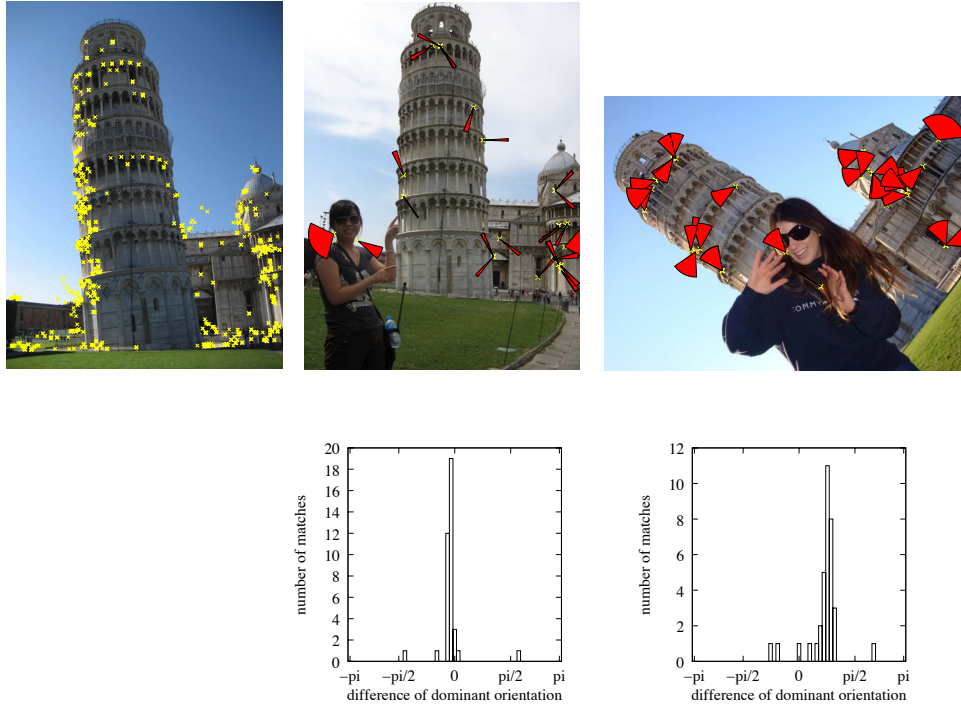 TOMMY
20
18
16
14
12
10
8
6
4
2
0
number of matches
−pi −pi/2 0 pi/2 pi
difference of dominant orientation
12
10
8
6
4
2
0
number of matches
−pi −pi/2 0 pi/2 pi
difference of dominant orientation